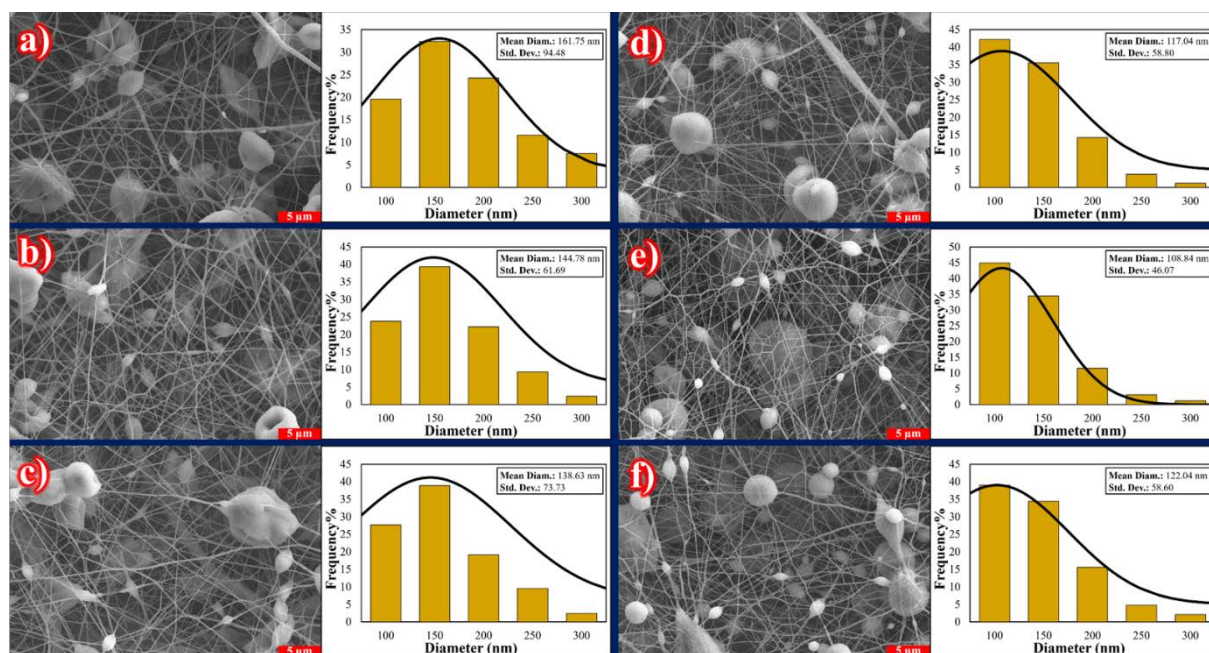 a)
5 µm
Frequency%
35
30
25
20
15
10
5
0
100 150 200 250 300
Diameter (nm)
Mean Diam.: 161.75 nm
Std. Dev.: 94.48
d)
5 µm
Frequency%
45
40
35
30
25
20
15
10
5
0
100 150 200 250 300
Diameter (nm)
Mean Diam.: 117.04 nm
Std. Dev.: 58.80
b)
5 µm
Frequency%
45
40
35
30
25
20
15
10
5
0
100 150 200 250 300
Diameter (nm)
Mean Diam.: 144.78 nm
Std. Dev.: 61.69
e)
5 µm
Frequency%
50
45
40
35
30
25
20
15
10
5
0
100 150 200 250 300
Diameter (nm)
Mean Diam.: 108.84 nm
Std. Dev.: 46.07
c)
5 µm
Frequency%
45
40
35
30
25
20
15
10
5
0
100 150 200 250 300
Diameter (nm)
Mean Diam.: 138.63 nm
Std. Dev.: 73.73
f)
5 µm
Frequency%
45
40
35
30
25
20
15
10
5
0
100 150 200 250 300
Diameter (nm)
Mean Diam.: 122.04 nm
Std. Dev.: 58.60